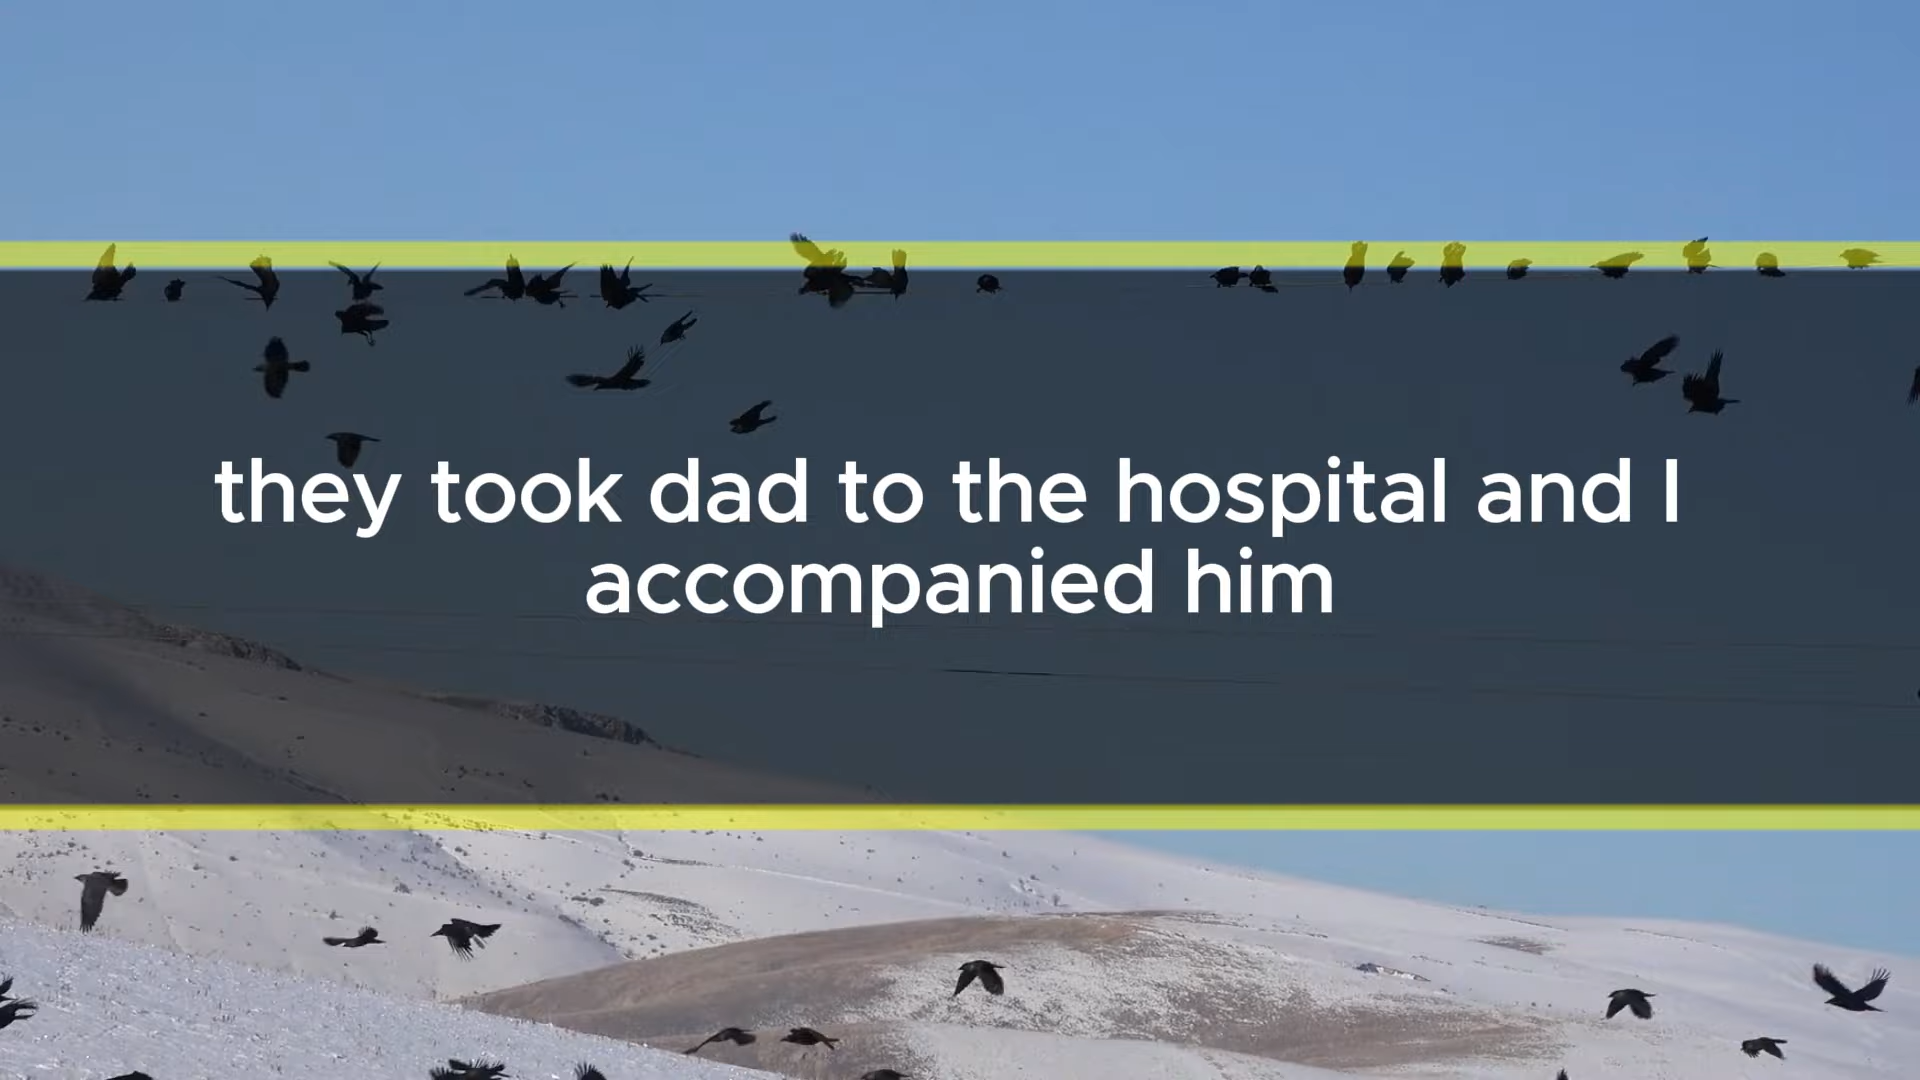 they took dad to the hospital and I
accompanied him